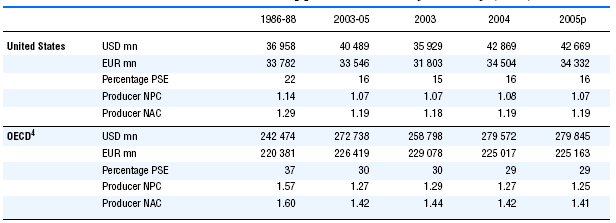 1986-88 2003-05 2003 2004 2005p
United States USD mn 36 958 40 489 35 929 42 869 42 669
EUR mn 33 782 33 546 31 803 34 504 34 332
Percentage PSE 22 16 15 16 16
Producer NPC 1.14 1.07 1.07 1.08 1.07
Producer NAC 1.29 1.19 1.18 1.19 1.19
OECD4 USD mn 242 474 272 738 258 798 279 572 279 845
EUR mn 220 381 226 419 229 078 225 017 225 163
Percentage PSE 37 30 30 29 29
Producer NPC 1.57 1.27 1.29 1.27 1.25
Producer NAC 1.60 1.42 1.44 1.42 1.41